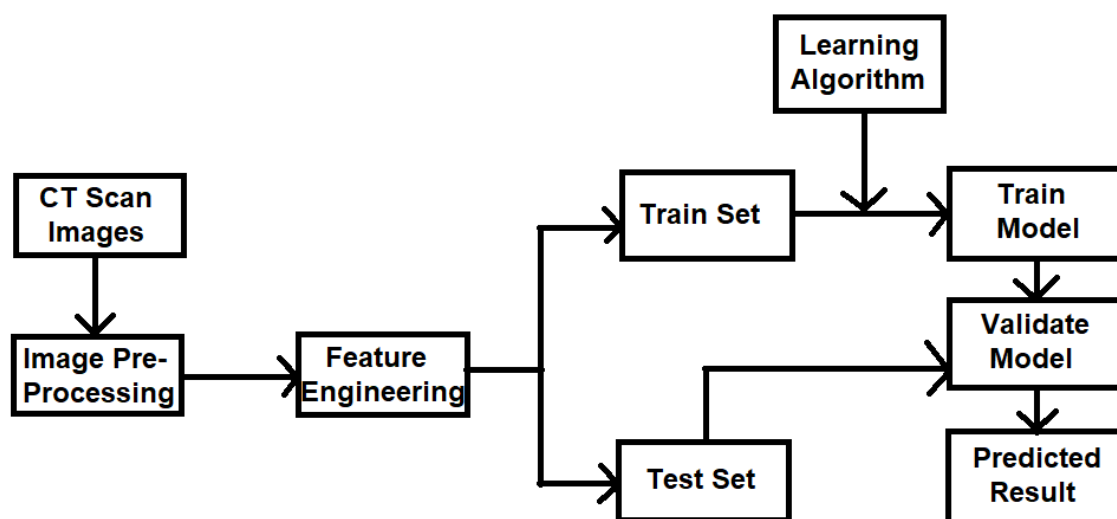 Learning
Algorithm
CT Scan
Images
Train Set
Train
Model
Image Pre-
Processing
Feature
Engineering
Validate
Model
Test Set
Predicted
Result